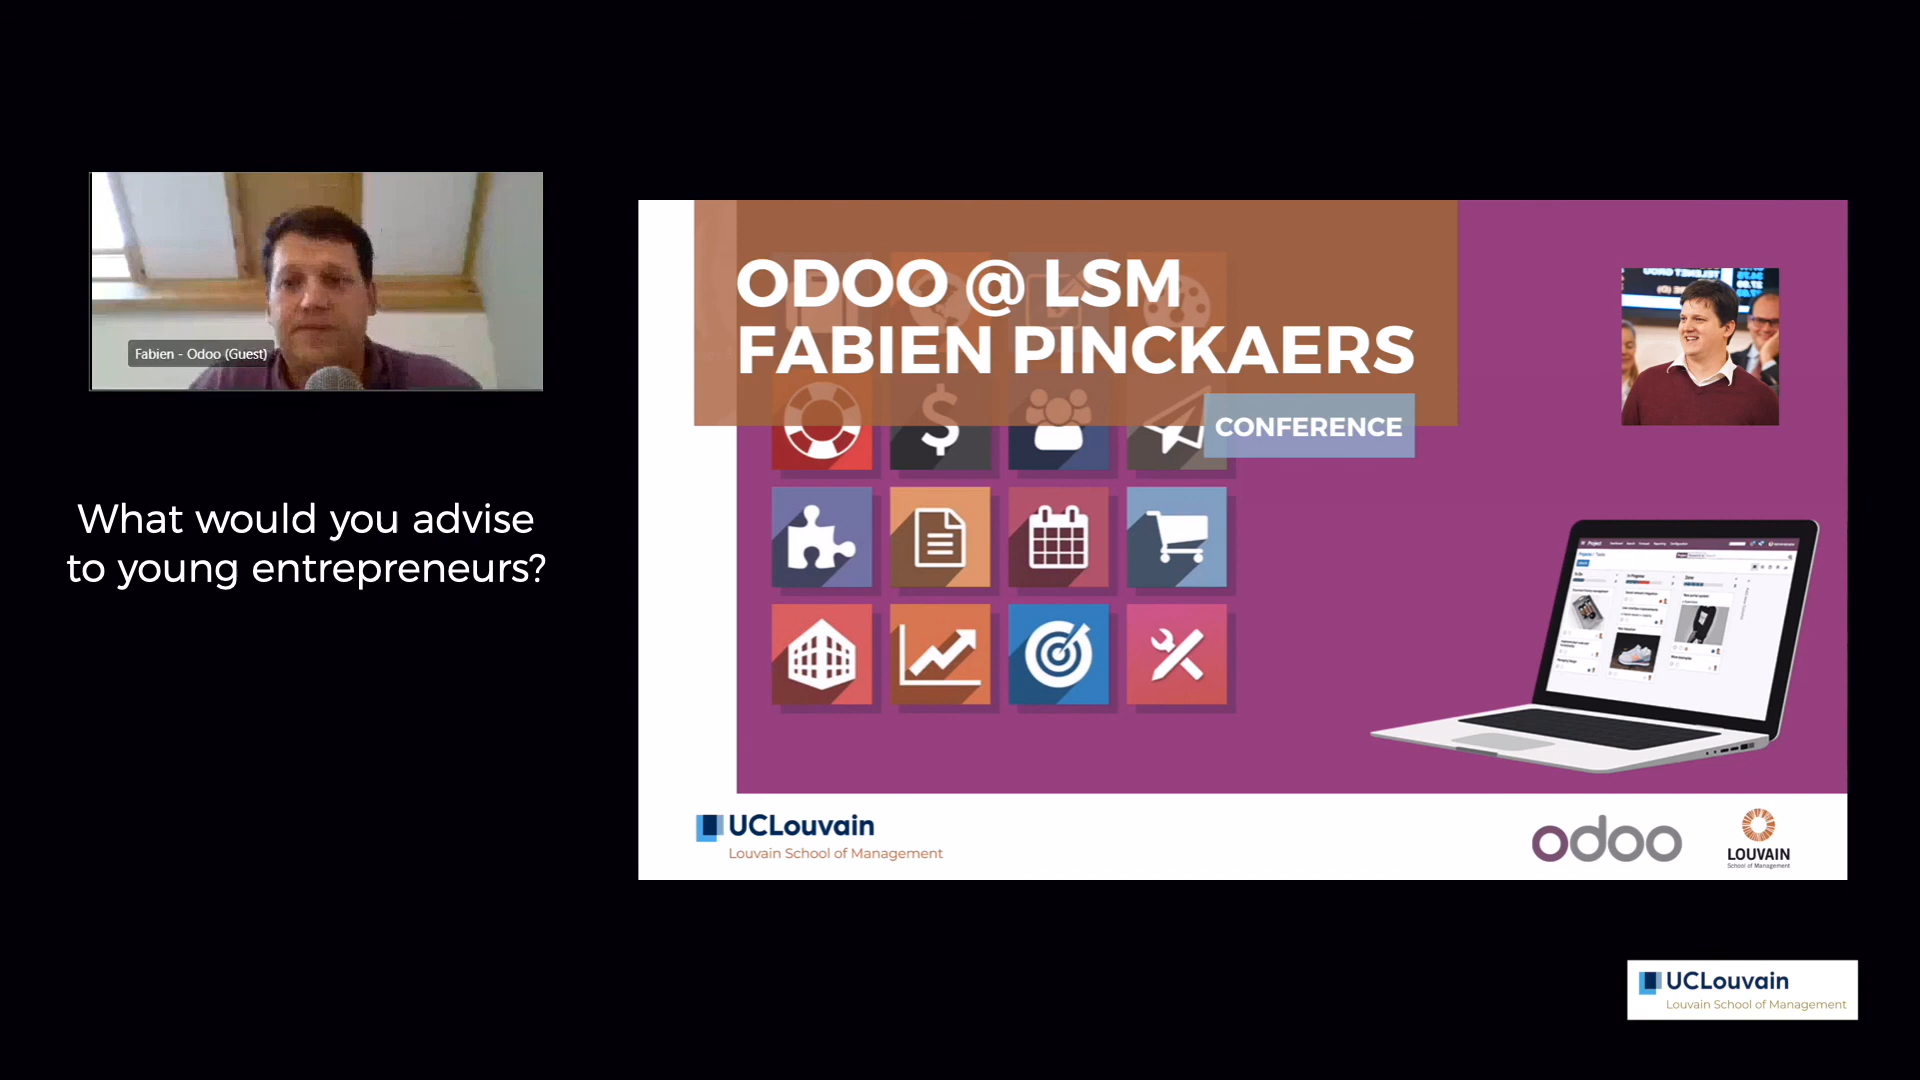 Fabien - Odoo (Guest)
What would you advise
to young entrepreneurs?
ODOO @ LSM
FABIEN PINCKAERS
CONFERENCE
UCLouvain
Louvain School of Management
odoo
LOUVAIN
School of Management
UCLouvain
Louvain School of Management